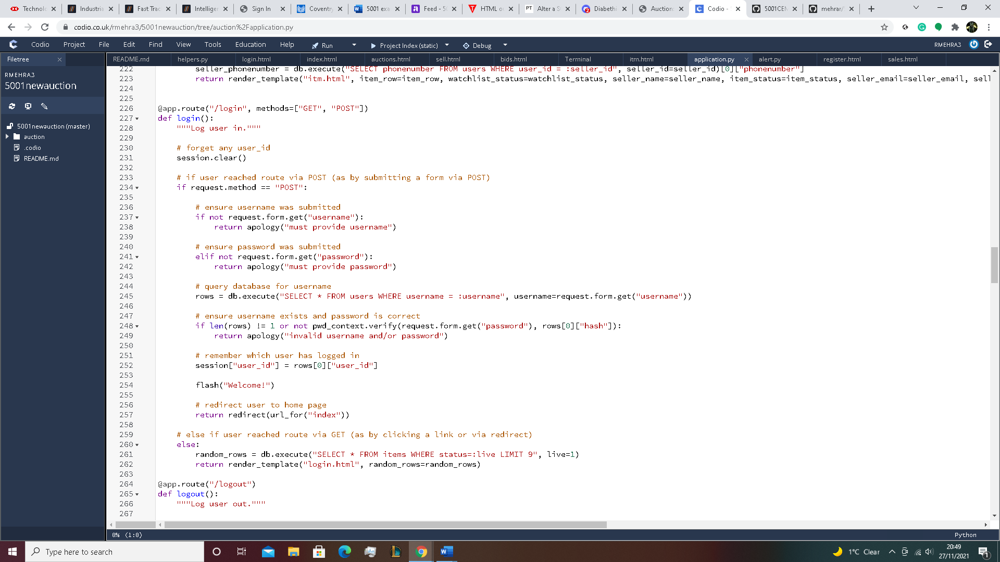 Technolo
Industria
Fast Trac
Intelligen
Sign In
Coventry
5001 exa
Feed - 50
HTML o
Alter a S
Diabethi
Auction
Codio -
5001CEN
mehrar/
codio.co.uk/rmehra3/5001newauction/tree/auction%2Fapplication.py
Codio Project File Edit Find View Tools Education Help Run Project Index (static) Debug RMEHRA3
Filetree
README.md helpers.py login.html index.html auctions.html sell.html bids.html Terminal itm.html application.py alert.py register.html sales.html
RMEHRA3
5001newauction
5001newauction (master)
auction
.codio
README.md
222 seller_phonenumber = db.execute("SELECT phonenumber FROM users WHERE user_id = :seller_id", seller_id=seller_id)[0]["phonenumber"]
223 return render_template("itm.html", item_row=item_row, watchlist_status=watchlist_status, seller_name=seller_name, item_status=item_status, seller_email=seller_email, sell
224
225
226 @app.route("/login", methods=["GET", "POST"])
227 def login():
228 """Log user in."""
229
230 # forget any user_id
231 session.clear()
232
233 # if user reached route via POST (as by submitting a form via POST)
234 if request.method == "POST":
235
236 # ensure username was submitted
237 if not request.form.get("username"):
238 return apology("must provide username")
239
240 # ensure password was submitted
241 elif not request.form.get("password"):
242 return apology("must provide password")
243
244 # query database for username
245 rows = db.execute("SELECT * FROM users WHERE username = :username", username=request.form.get("username"))
246
247 # ensure username exists and password is correct
248 if len(rows) != 1 or not pwd_context.verify(request.form.get("password"), rows[0]["hash"]):
249 return apology("invalid username and/or password")
250
251 # remember which user has logged in
252 session["user_id"] = rows[0]["user_id"]
253
254 flash("Welcome!")
255
256 # redirect user to home page
257 return redirect(url_for("index"))
258
259 # else if user reached route via GET (as by clicking a link or via redirect)
260 else:
261 random_rows = db.execute("SELECT * FROM items WHERE status=:live LIMIT 9", live=1)
262 return render_template("login.html", random_rows=random_rows)
263
264 @app.route("/logout")
265 def logout():
266 """Log user out."""
267
0% (1:0)
Python
Type here to search
1°C Clear
20:49
27/11/2021
1